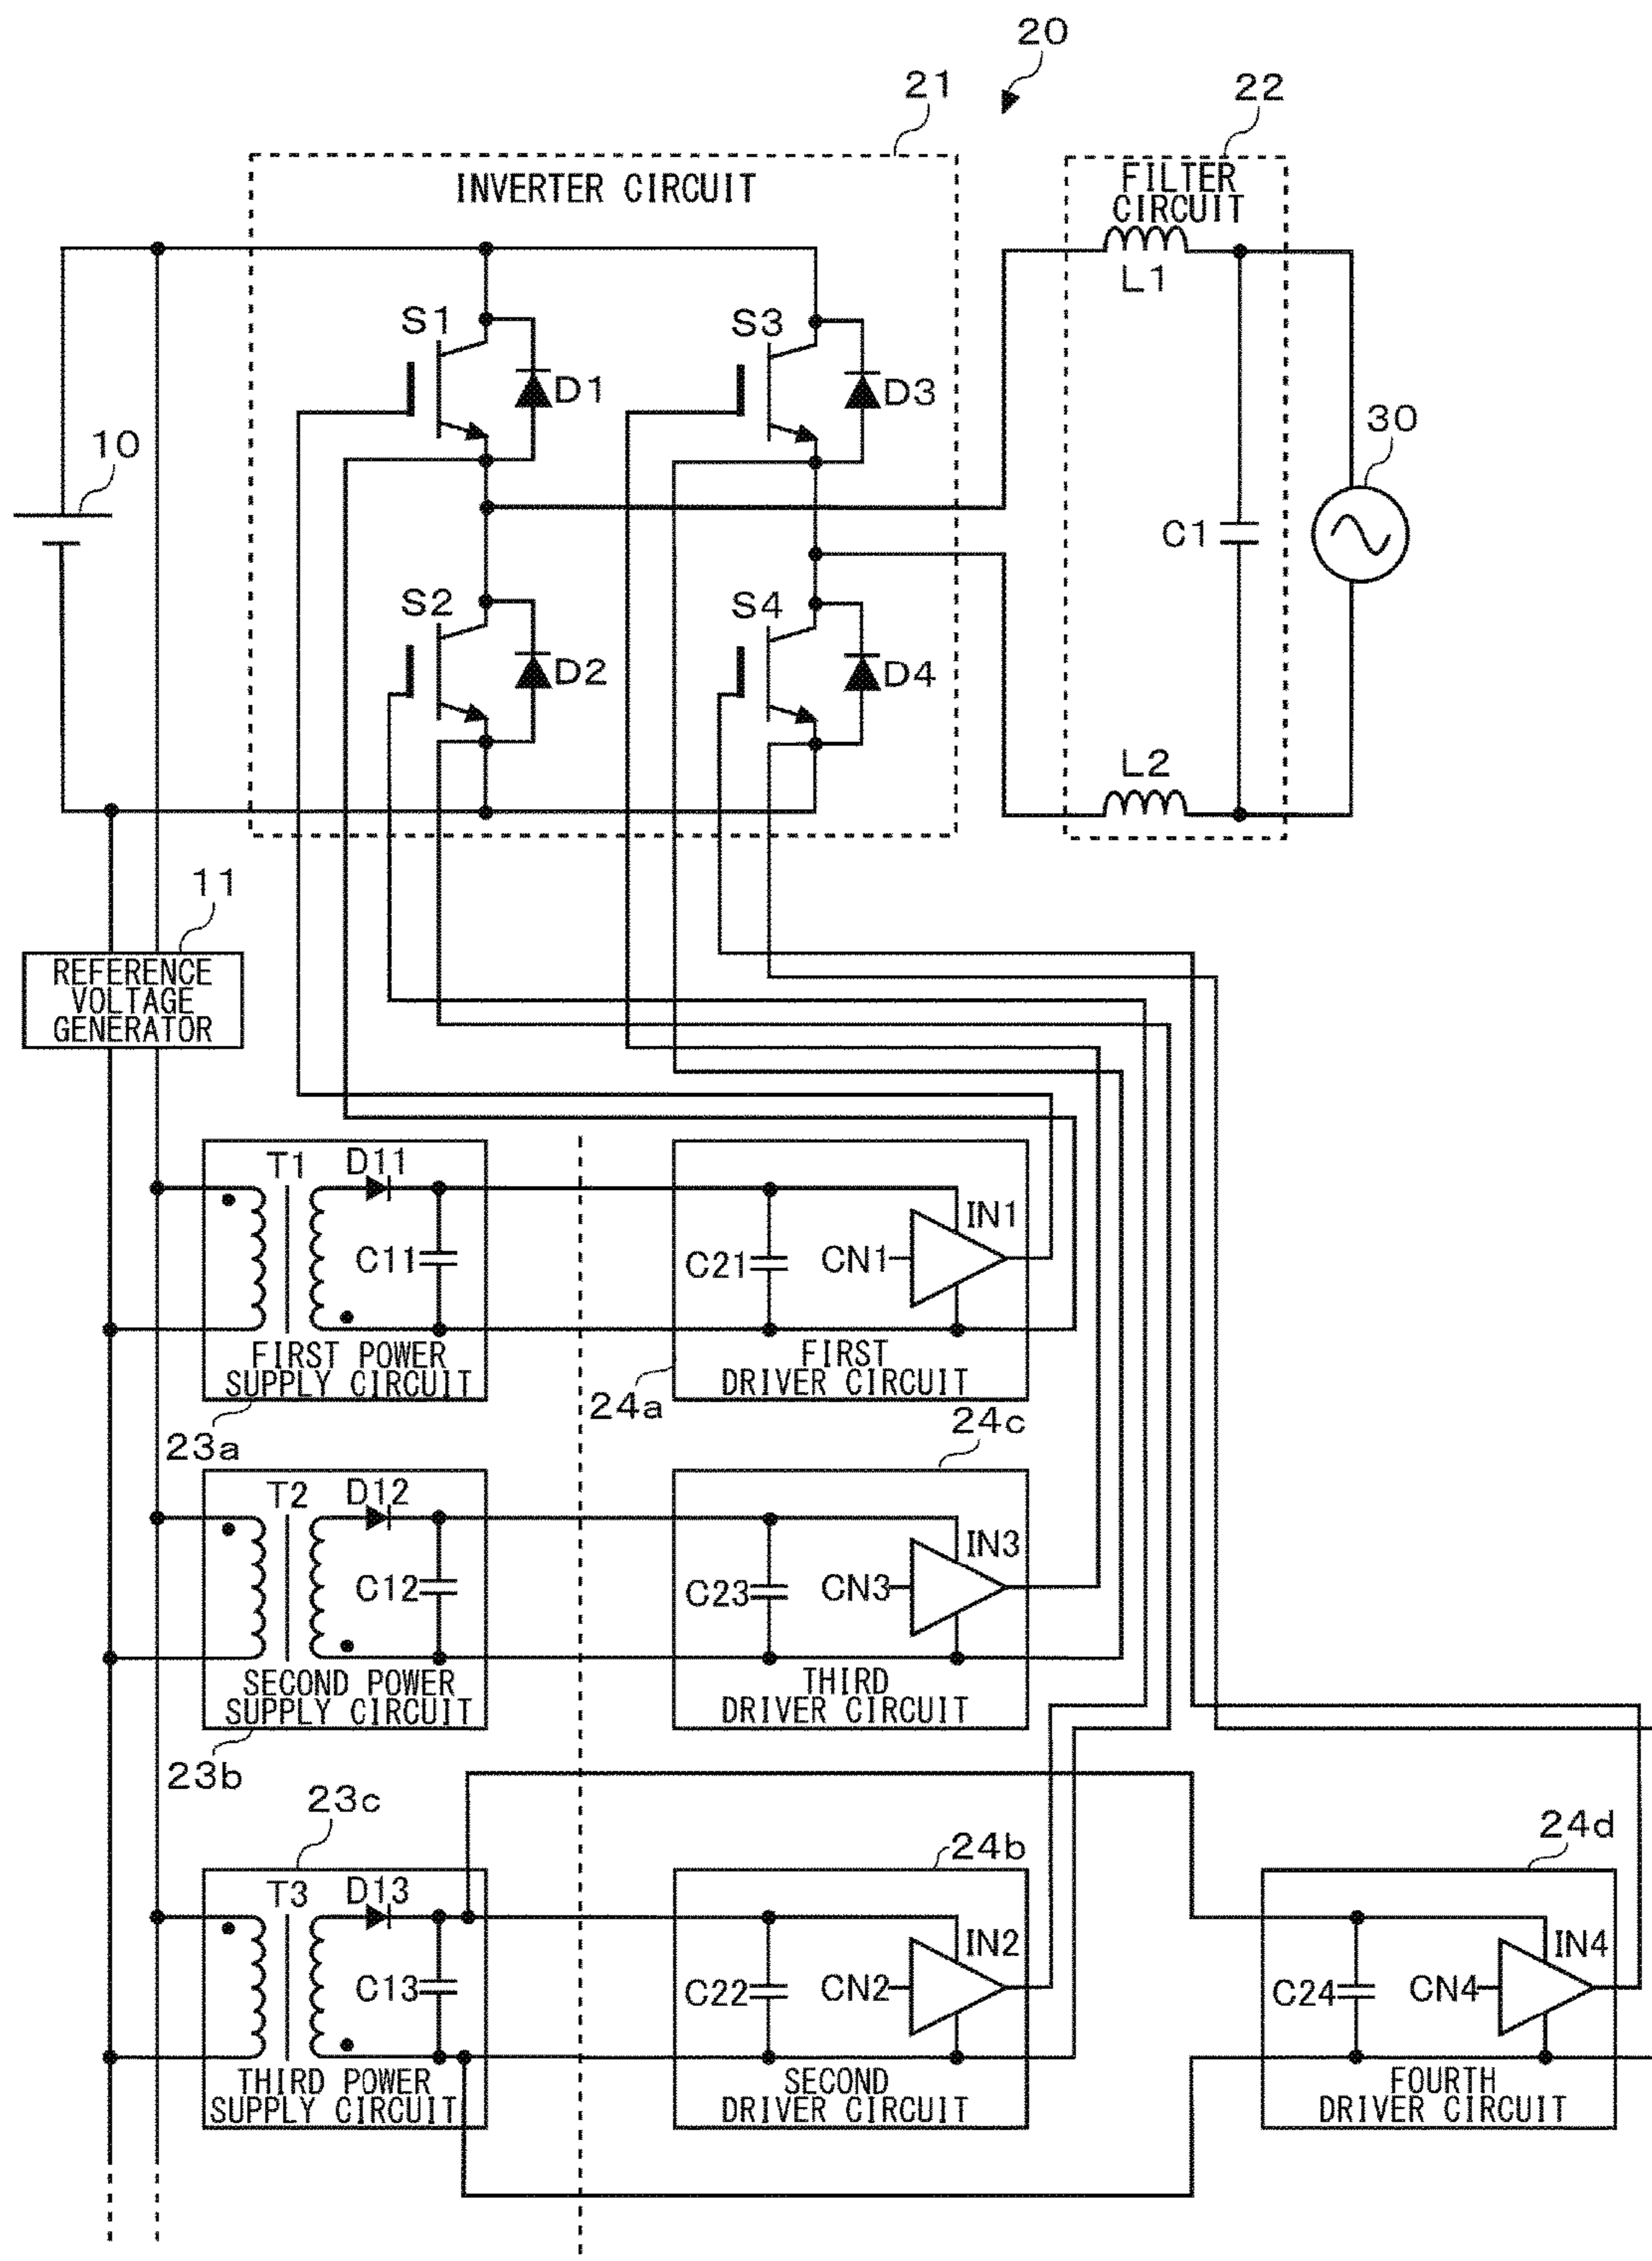 20
21
22
INVERTER CIRCUIT
FILTER
CIRCUIT
L1
S1
S3
D1
D3
10
30
C1
S2
S4
D2
D4
L2
11
REFERENCE
VOLTAGE
GENERATOR
T1
D11
IN1
C11
C21
CN1
FIRST POWER
SUPPLY CIRCUIT
FIRST
DRIVER CIRCUIT
24a
23a
24c
T2
D12
IN3
C12
C23
CN3
SECOND POWER
SUPPLY CIRCUIT
THIRD
DRIVER CIRCUIT
23b
23c
24b
24d
T3
D13
IN2
IN4
C13
C22
CN2
C24
CN4
THIRD POWER
SUPPLY CIRCUIT
SECOND
DRIVER CIRCUIT
FOURTH
DRIVER CIRCUIT